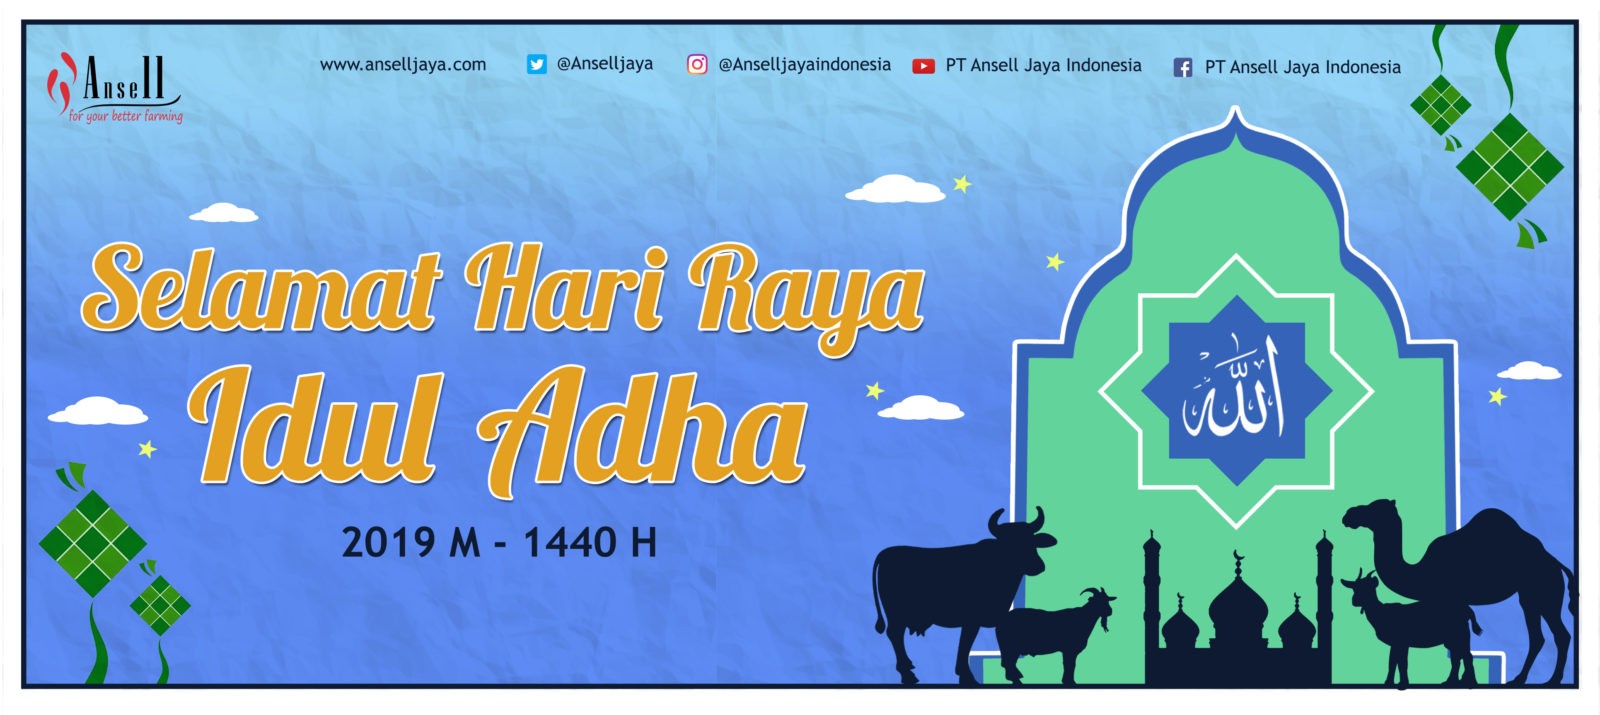 Ansell
for your better farming
www.anselljaya.com @Anselljaya @Anselljayaindonesia PT Ansell Jaya Indonesia PT Ansell Jaya Indonesia
Selamat Hari Raya
Idul Adha
2019 M - 1440 H
الله